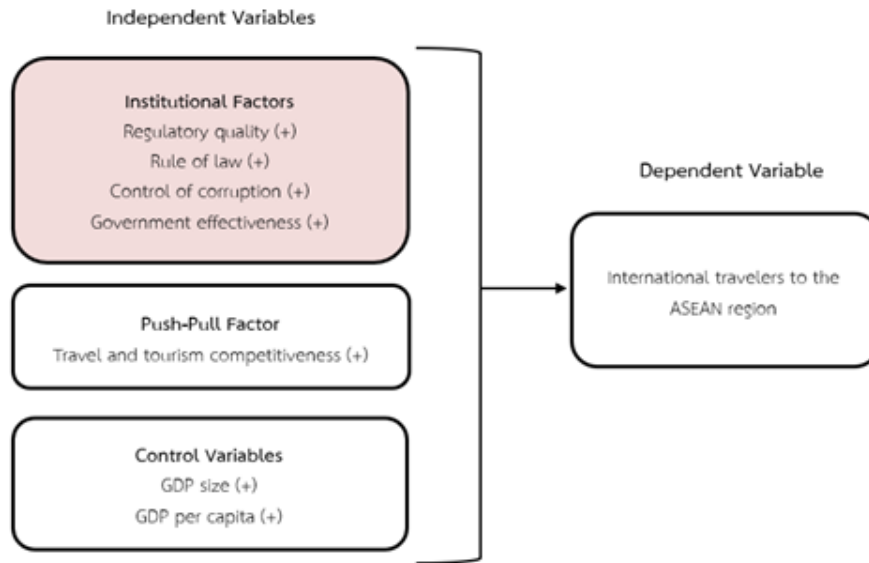 Independent Variables
Institutional Factors
Regulatory quality (+)
Rule of law (+)
Control of corruption (+)
Government effectiveness (+)
Push-Pull Factor
Travel and tourism competitiveness (+)
Control Variables
GDP size (+)
GDP per capita (+)
Dependent Variable
International travelers to the
ASEAN region